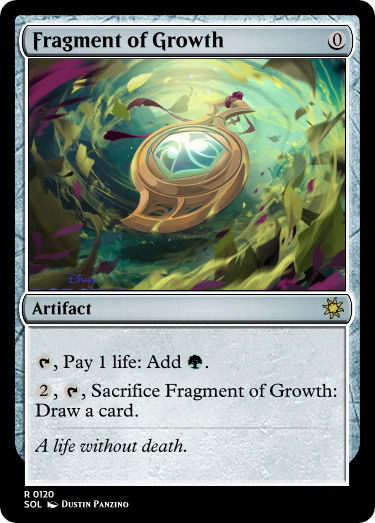 Fragment of Growth 0
Disney
Artifact
, Pay 1 life: Add .
2 , , Sacrifice Fragment of Growth:
Draw a card.
A life without death.
R 0120
SOL Dustin Panzino